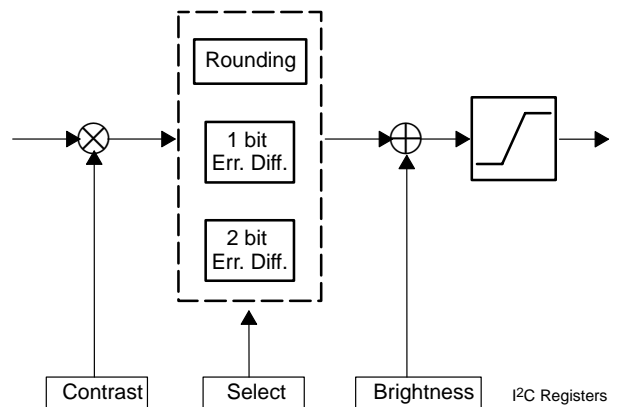 Rounding
1 bit
Err. Diff.
2 bit
Err. Diff.
Contrast
Select
Brightness
I²C Registers